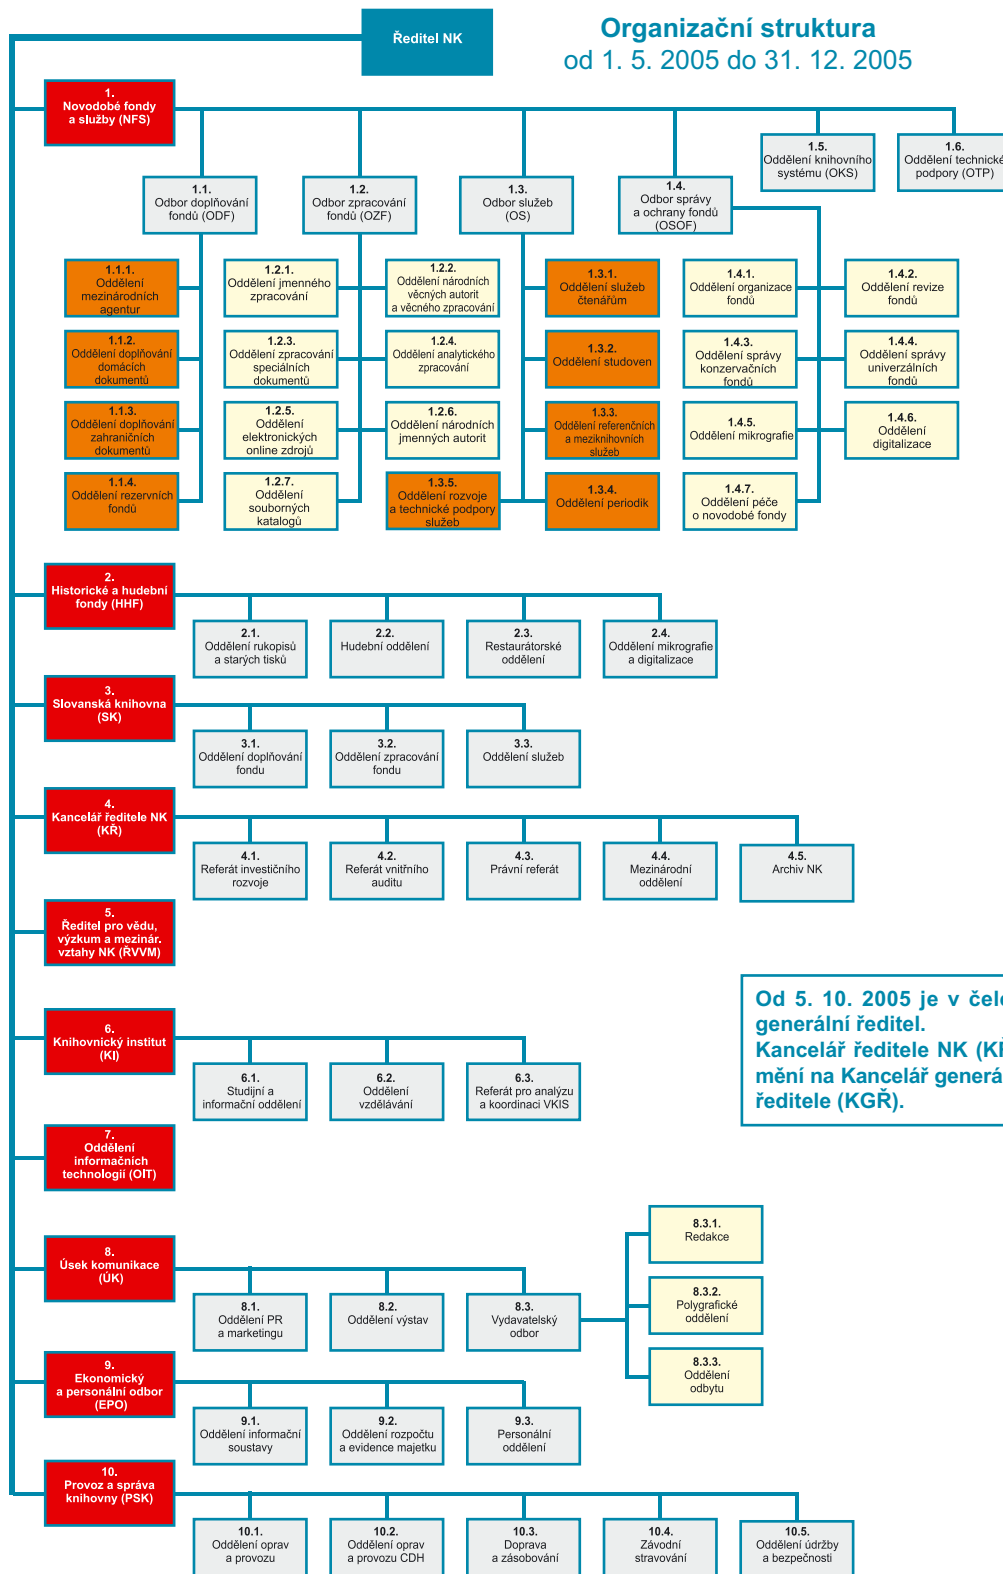 Ředitel NK
Organizační struktura
od 1. 5. 2005 do 31. 12. 2005
1.
Novodobé fondy
a služby (NFS)
1.1.
Odbor doplňování
fondů (ODF)
1.2.
Odbor zpracování
fondů (OZF)
1.3.
Odbor služeb (OS)
1.4.
Odbor správy
a ochrany fondů
(OSOF)
1.5.
Oddělení knihovního
systému (OKS)
1.6.
Oddělení technické
podpory (OTP)
1.1.1.
Oddělení
mezinárodních
agentur
1.2.1.
Oddělení jmenného
zpracování
1.2.2.
Oddělení národních
věcných autorit
a věcného zpracování
1.3.1.
Oddělení služeb
čtenářům
1.4.1.
Oddělení organizace
fondů
1.4.2.
Oddělení revize
fondů
1.1.2.
Oddělení doplňování
domácích
dokumentů
1.2.3.
Oddělení zpracování
speciálních
dokumentů
1.2.4.
Oddělení analytického
zpracování
1.3.2.
Oddělení studoven
1.4.3.
Oddělení správy
konzervačních
fondů
1.4.4.
Oddělení správy
univerzálních
fondů
1.1.3.
Oddělení doplňování
zahraničních
dokumentů
1.2.5.
Oddělení
elektronických
online zdrojů
1.2.6.
Oddělení národních
jmenných autorit
1.3.3.
Oddělení referenčních
a meziknihovních
služeb
1.4.5.
Oddělení mikrografie
1.4.6.
Oddělení
digitalizace
1.1.4.
Oddělení rezervních
fondů
1.2.7.
Oddělení
souborných
katalogů
1.3.5.
Oddělení rozvoje
a technické podpory
služeb
1.3.4.
Oddělení periodik
1.4.7.
Oddělení péče
o novodobé fondy
2.
Historické a hudební
fondy (HHF)
2.1.
Oddělení rukopisů
a starých tisků
2.2.
Hudební oddělení
2.3.
Restaurátorské
oddělení
2.4.
Oddělení mikrografie
a digitalizace
3.
Slovanská knihovna
(SK)
3.1.
Oddělení doplňování
fondu
3.2.
Oddělení zpracování
fondu
3.3.
Oddělení služeb
4.
Kancelář ředitele NK
(KŘ)
4.1.
Referát investičního
rozvoje
4.2.
Referát vnitřního
auditu
4.3.
Právní referát
4.4.
Mezinárodní
oddělení
4.5.
Archiv NK
5.
Ředitel pro vědu,
výzkum a mezinár.
vztahy NK (ŘVVM)
Od 5. 10. 2005 je v čele
generální ředitel.
Kancelář ředitele NK (KŘ
mění na Kancelář generá
ředitele (KGŘ).
6.
Knihovnický institut
(KI)
6.1.
Studijní a
informační oddělení
6.2.
Oddělení
vzdělávání
6.3.
Referát pro analýzu
a koordinaci VKIS
7.
Oddělení
informačních
technologií (OIT)
8.
Úsek komunikace
(ÚK)
8.1.
Oddělení PR
a marketingu
8.2.
Oddělení výstav
8.3.
Vydavatelský
odbor
8.3.1.
Redakce
8.3.2.
Polygrafické
oddělení
8.3.3.
Oddělení
odbytu
9.
Ekonomický
a personální odbor
(EPO)
9.1.
Oddělení informační
soustavy
9.2.
Oddělení rozpočtu
a evidence majetku
9.3.
Personální
oddělení
10.
Provoz a správa
knihovny (PSK)
10.1.
Oddělení oprav
a provozu
10.2.
Oddělení oprav
a provozu CDH
10.3.
Doprava
a zásobování
10.4.
Závodní
stravování
10.5.
Oddělení údržby
a bezpečnosti